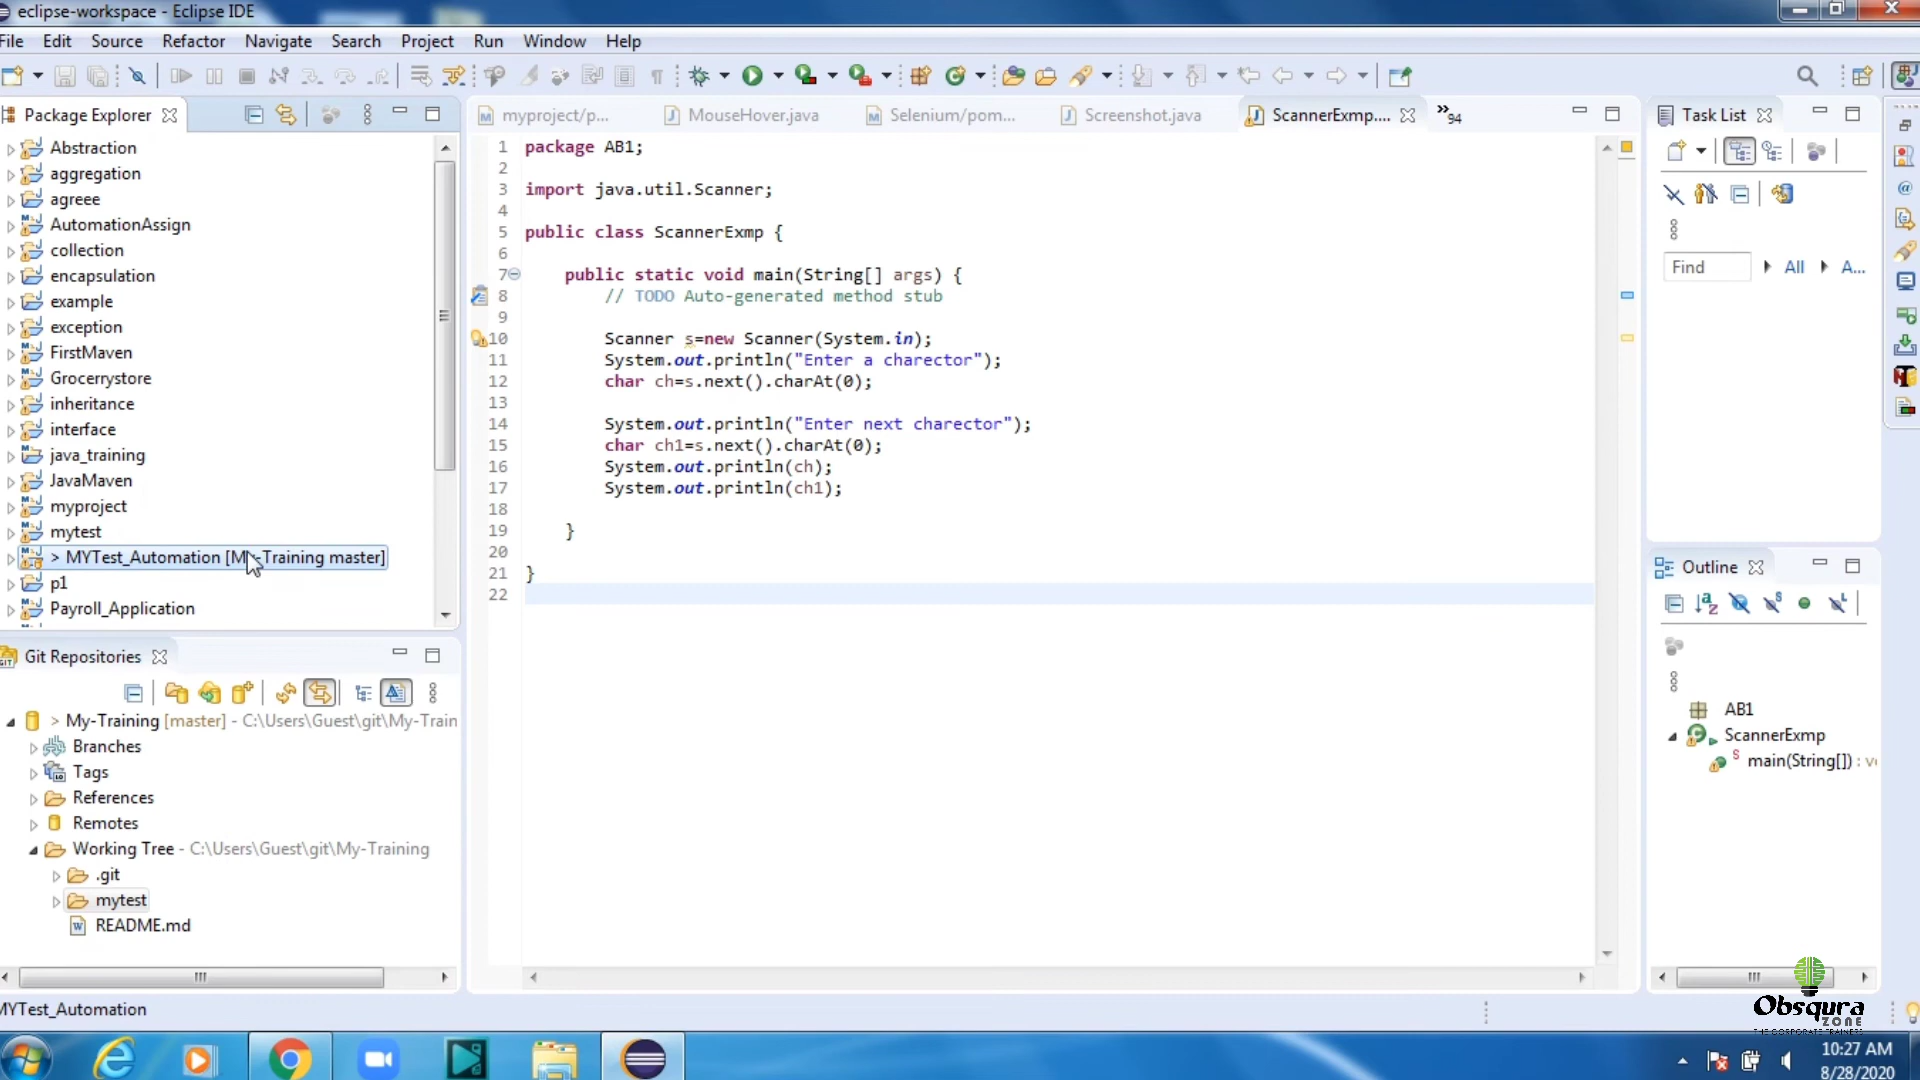 eclipse-workspace - Eclipse IDE
File Edit Source Refactor Navigate Search Project Run Window Help
Package Explorer
Abstraction
aggregation
agreee
AutomationAssign
collection
encapsulation
example
exception
FirstMaven
Grocerrystore
inheritance
interface
java_training
JavaMaven
myproject
mytest
> MYTest_Automation [My-Training master]
p1
Payroll_Application
Git Repositories
> My-Training [master] - C:\Users\Guest\git\My-Train
Branches
Tags
References
Remotes
Working Tree - C:\Users\Guest\git\My-Training
.git
mytest
README.md
MYTest_Automation
myproject/p... MouseHover.java Selenium/pom... Screenshot.java ScannerExmp.... »94
1 package AB1;
2
3 import java.util.Scanner;
4
5 public class ScannerExmp {
6
7 public static void main(String[] args) {
8 // TODO Auto-generated method stub
9
10 Scanner s=new Scanner(System.in);
11 System.out.println("Enter a charector");
12 char ch=s.next().charAt(0);
13
14 System.out.println("Enter next charector");
15 char ch1=s.next().charAt(0);
16 System.out.println(ch);
17 System.out.println(ch1);
18
19 }
20
21 }
22
Task List
Find All A...
Outline
AB1
ScannerExmp
main(String[]) : v
Obsqura
ZONE
THE CORPORATE TRAINERS
10:27 AM
8/28/2020